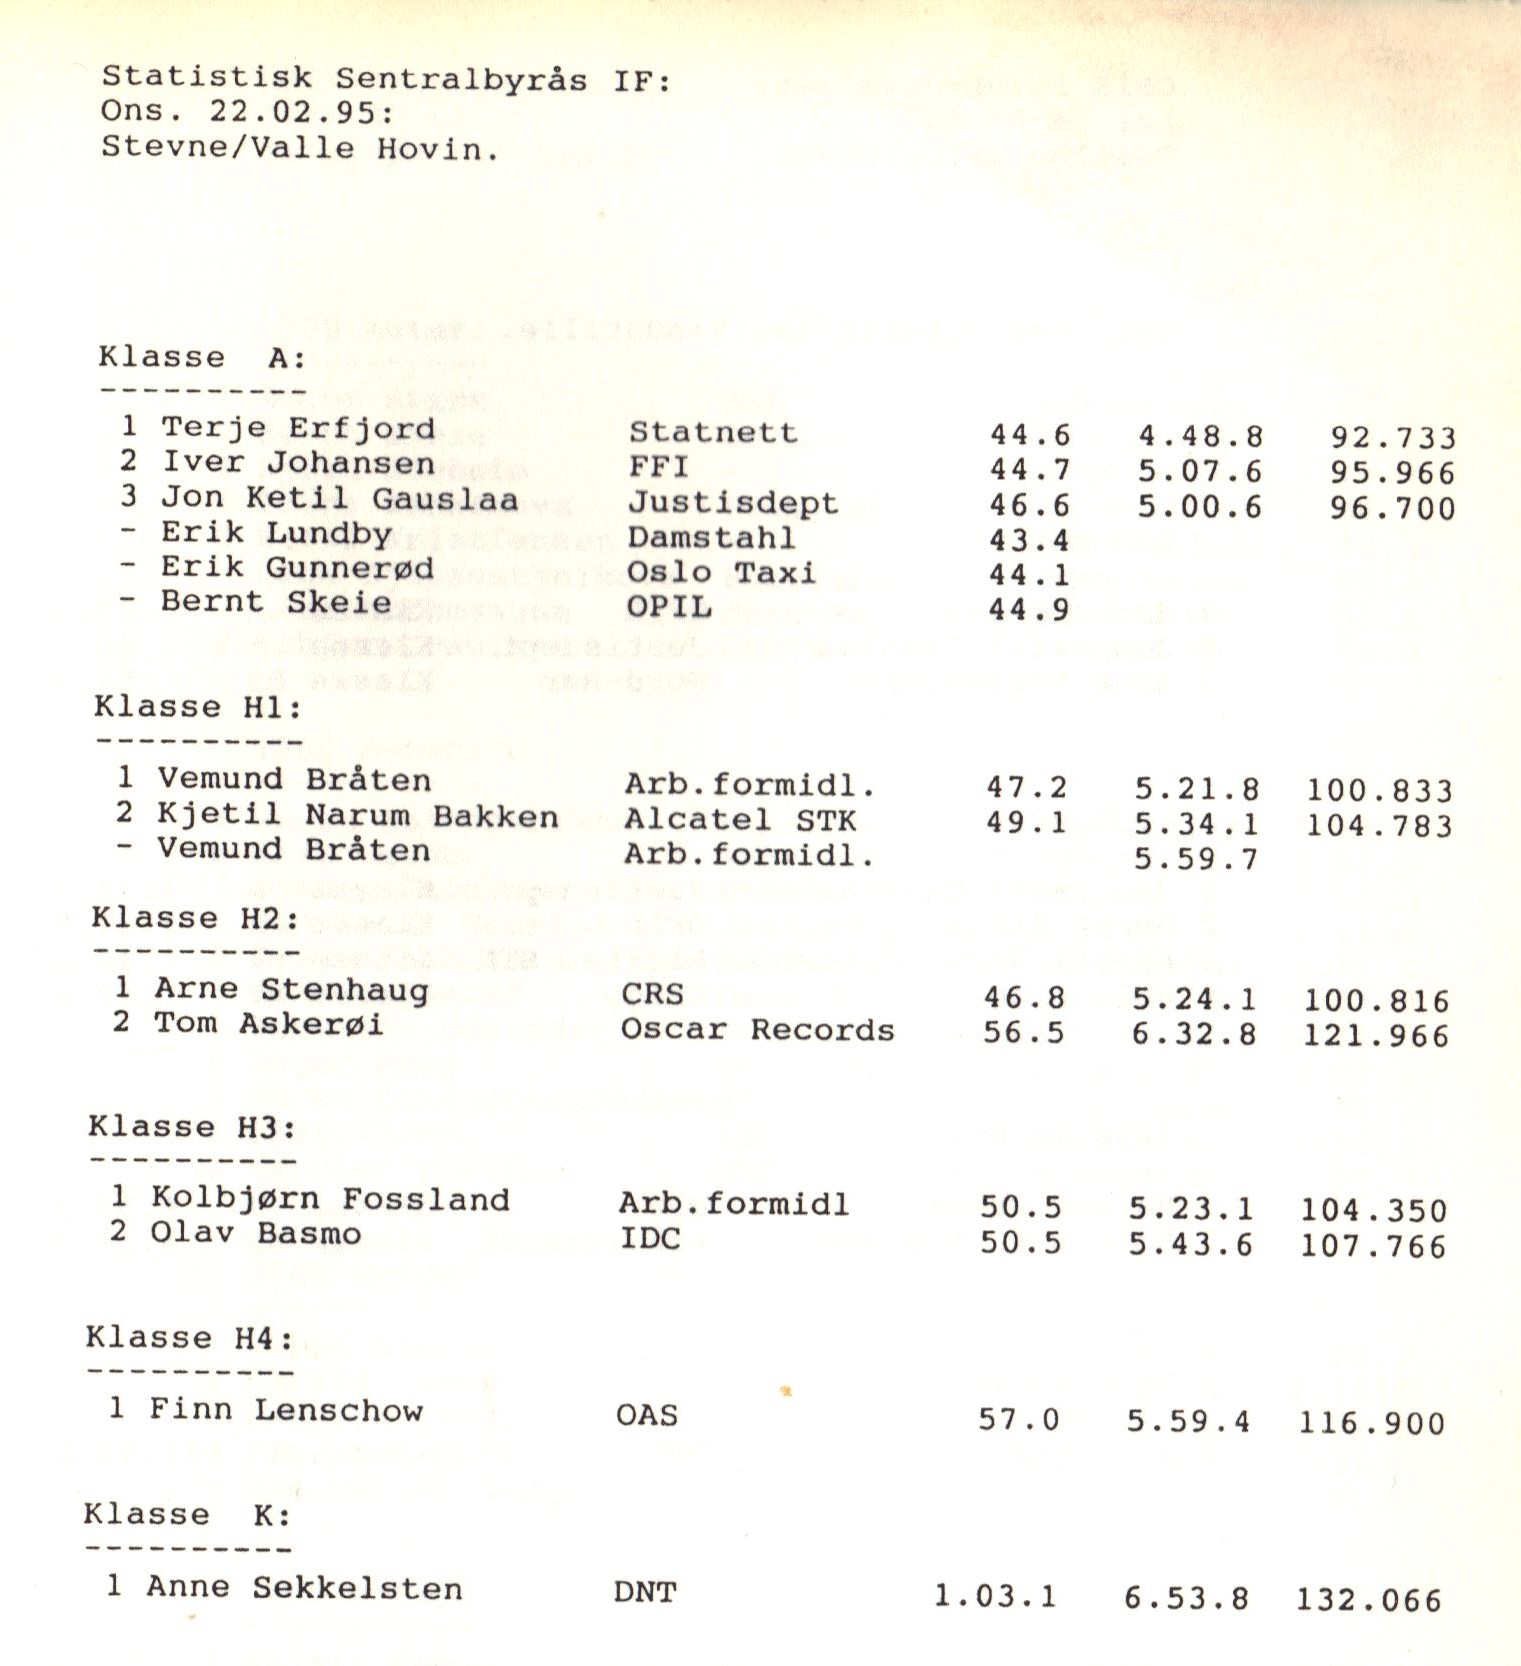 Statistisk Sentralbyrås IF:
Ons. 22.02.95:
Stevne/Valle Hovin.
Klasse  A:
----------
1 Terje Erfjord Statnett 44.6 4.48.8 92.733
2 Iver Johansen FFI 44.7 5.07.6 95.966
3 Jon Ketil Gauslaa Justisdept 46.6 5.00.6 96.700
- Erik Lundby Damstahl 43.4
- Erik Gunnerød Oslo Taxi 44.1
- Bernt Skeie OPIL 44.9
Klasse H1:
----------
1 Vemund Bråten Arb.formidl. 47.2 5.21.8 100.833
2 Kjetil Narum Bakken Alcatel STK 49.1 5.34.1 104.783
- Vemund Bråten Arb.formidl. 5.59.7
Klasse H2:
----------
1 Arne Stenhaug CRS 46.8 5.24.1 100.816
2 Tom Askerøi Oscar Records 56.5 6.32.8 121.966
Klasse H3:
----------
1 Kolbjørn Fossland Arb.formidl 50.5 5.23.1 104.350
2 Olav Basmo IDC 50.5 5.43.6 107.766
Klasse H4:
----------
1 Finn Lenschow OAS 57.0 5.59.4 116.900
Klasse  K:
----------
1 Anne Sekkelsten DNT 1.03.1 6.53.8 132.066